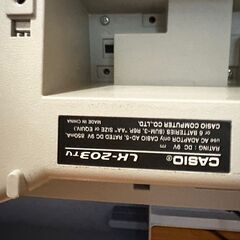 CASIO® LK-203TV
RATING: DC 9V ⎓
USE AC ADAPTOR CASIO only AD-5, RATED DC 9V 850mA.
or 6 BATTERIES (SUM-3, R6P, "AA" SIZE or EQUIV.)
CASIO COMPUTER CO.,LTD.
MADE IN CHINA